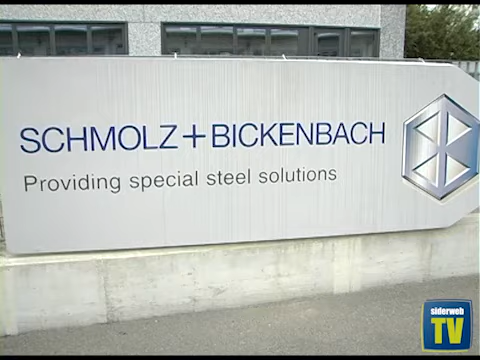 SCHMOLZ+BICKENBACH
Providing special steel solutions
siderweb
TV